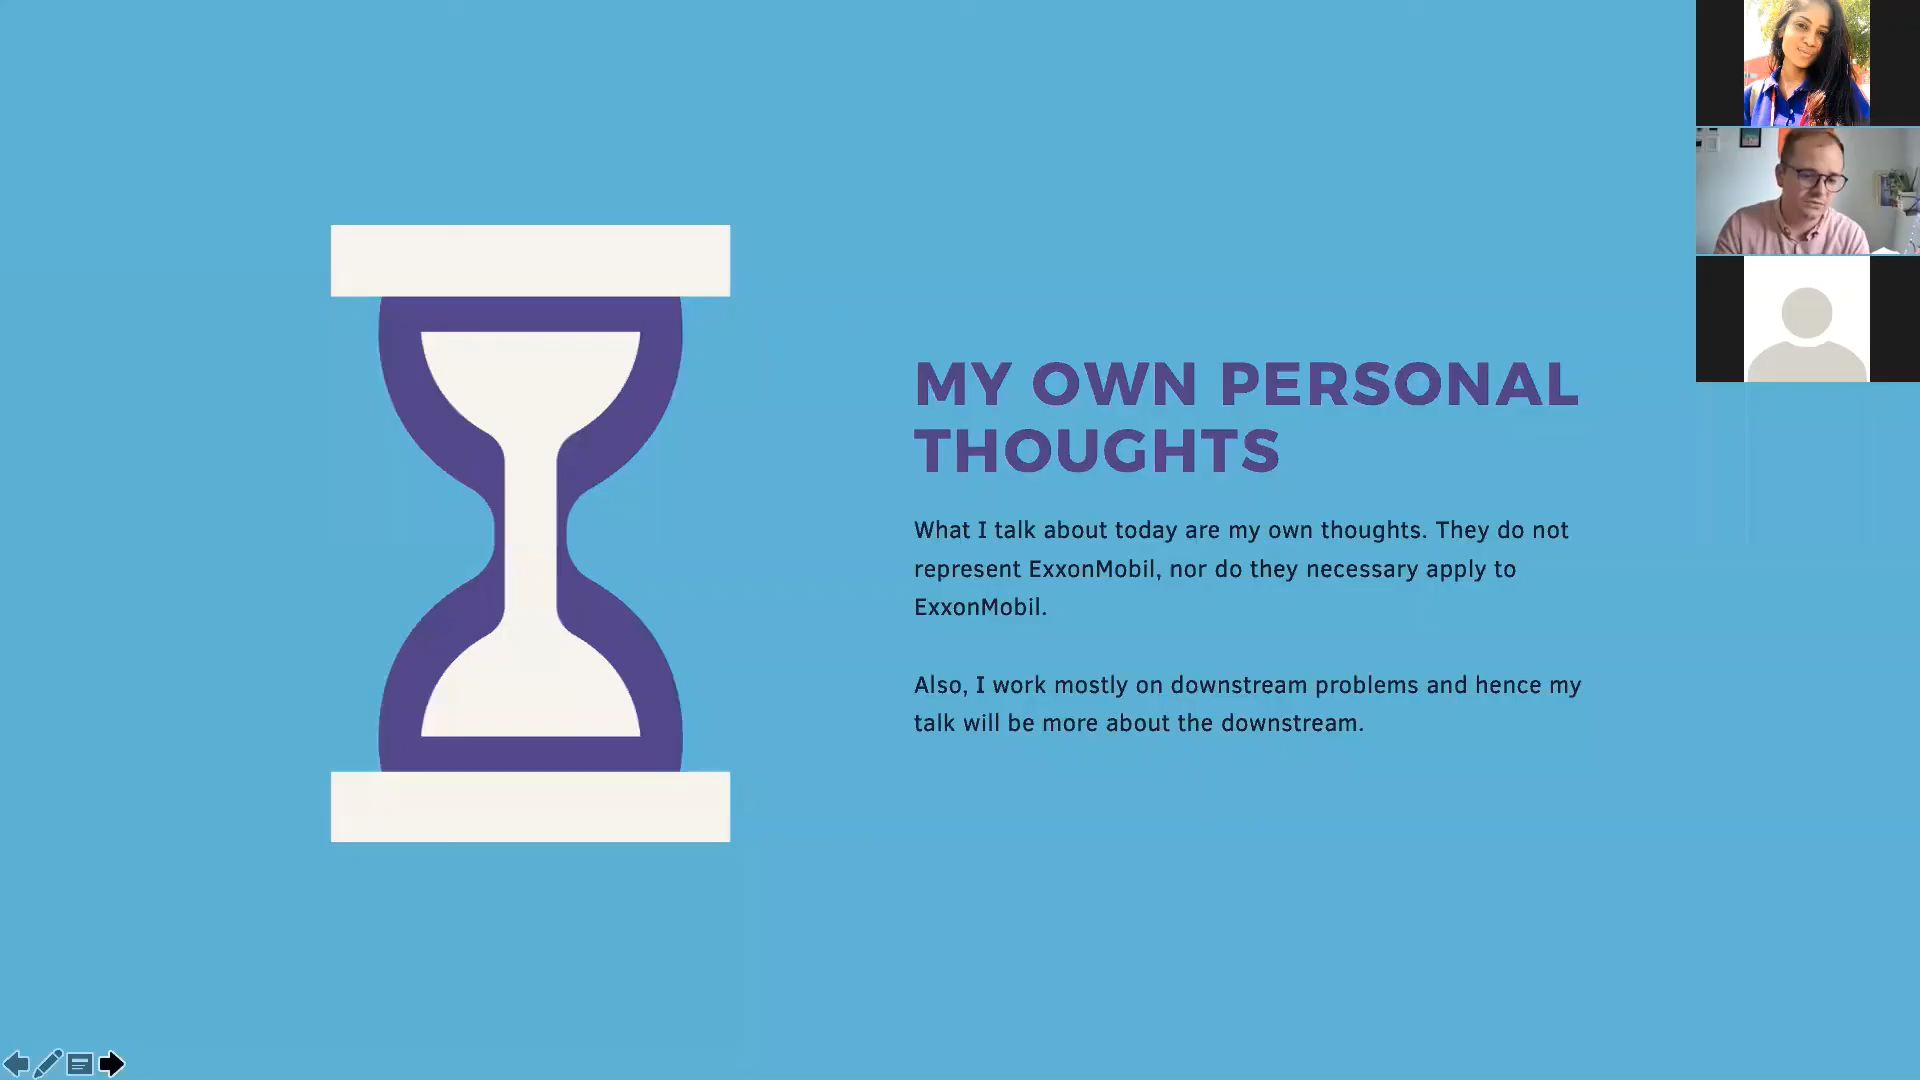 MY OWN PERSONAL
THOUGHTS
What I talk about today are my own thoughts. They do not
represent ExxonMobil, nor do they necessary apply to
ExxonMobil.
Also, I work mostly on downstream problems and hence my
talk will be more about the downstream.